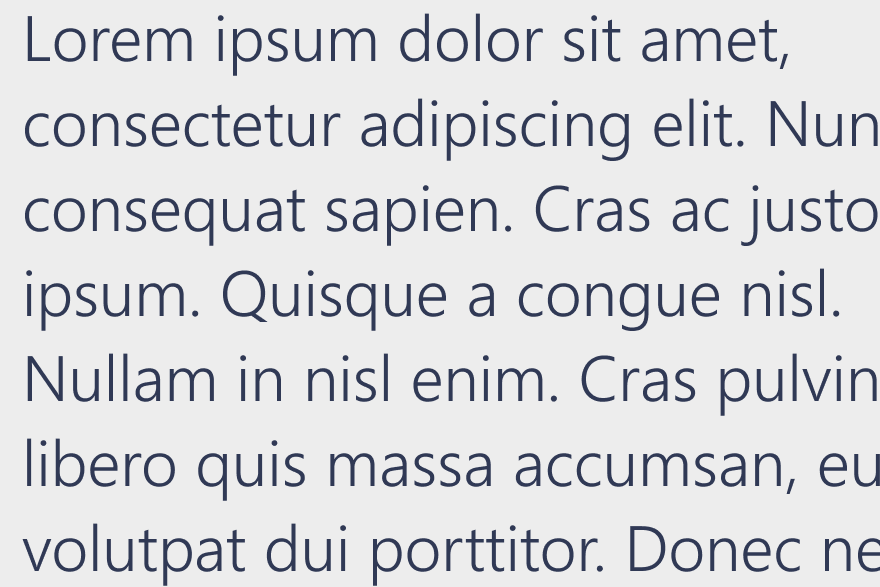 Lorem ipsum dolor sit amet,
consectetur adipiscing elit. Nun
consequat sapien. Cras ac justo
ipsum. Quisque a congue nisl.
Nullam in nisl enim. Cras pulvin
libero quis massa accumsan, eu
volutpat dui porttitor. Donec ne